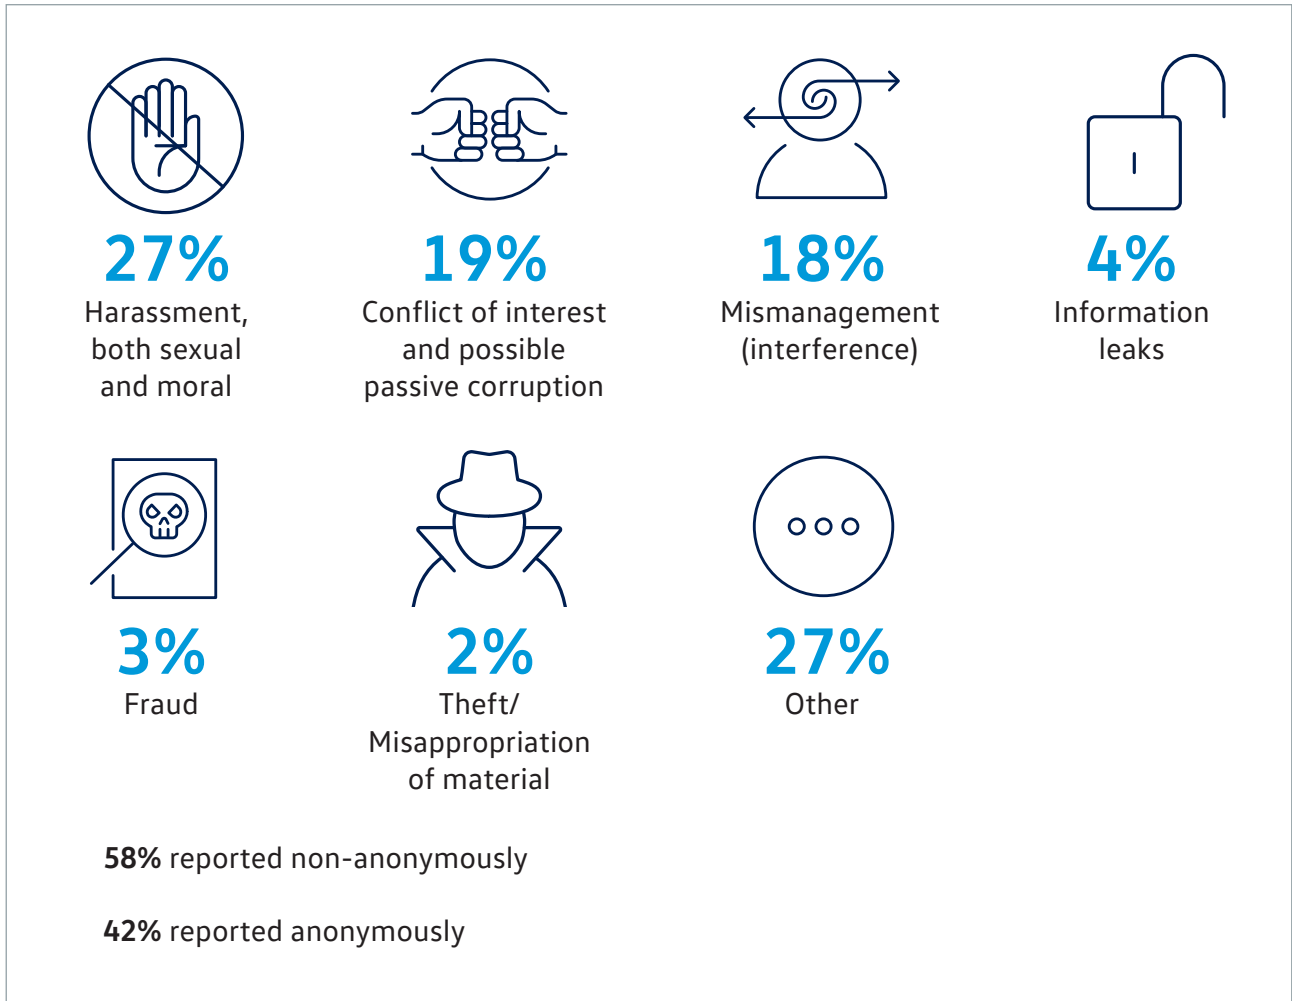 27%
Harassment,
both sexual
and moral
19%
Conflict of interest
and possible
passive corruption
18%
Mismanagement
(interference)
4%
Information
leaks
3%
Fraud
2%
Theft/
Misappropriation
of material
27%
Other
58% reported non-anonymously
42% reported anonymously